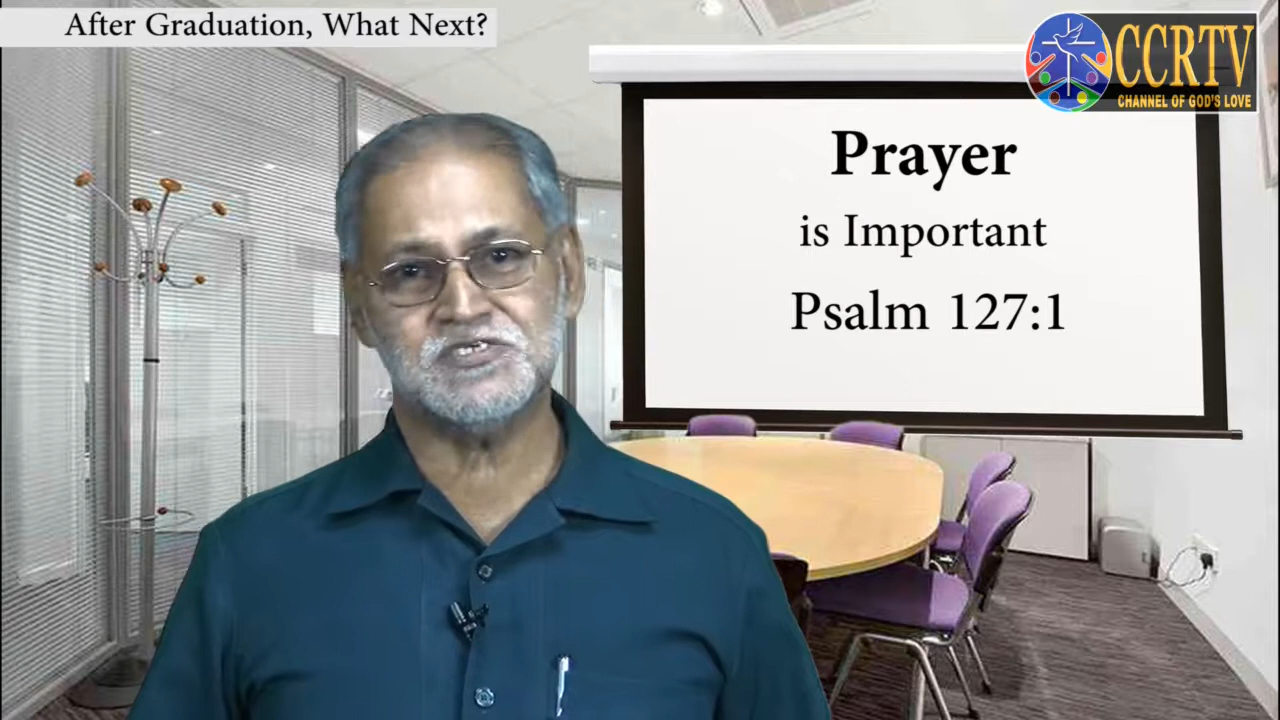 After Graduation, What Next?
CCRTV
CHANNEL OF GOD'S LOVE
Prayer
is Important
Psalm 127:1